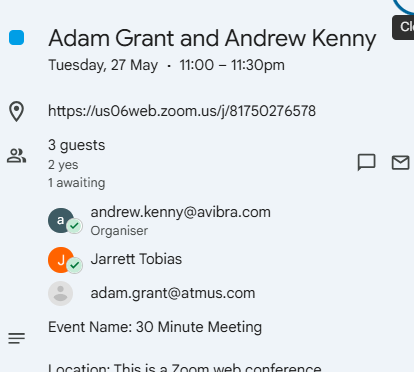 Adam Grant and Andrew Kenny
Tuesday, 27 May · 11:00 – 11:30pm
https://us06web.zoom.us/j/81750276578
3 guests
2 yes
1 awaiting
a
andrew.kenny@avibra.com
Organiser
J
Jarrett Tobias
adam.grant@atmus.com
Event Name: 30 Minute Meeting
Location: This is a Zoom web conference